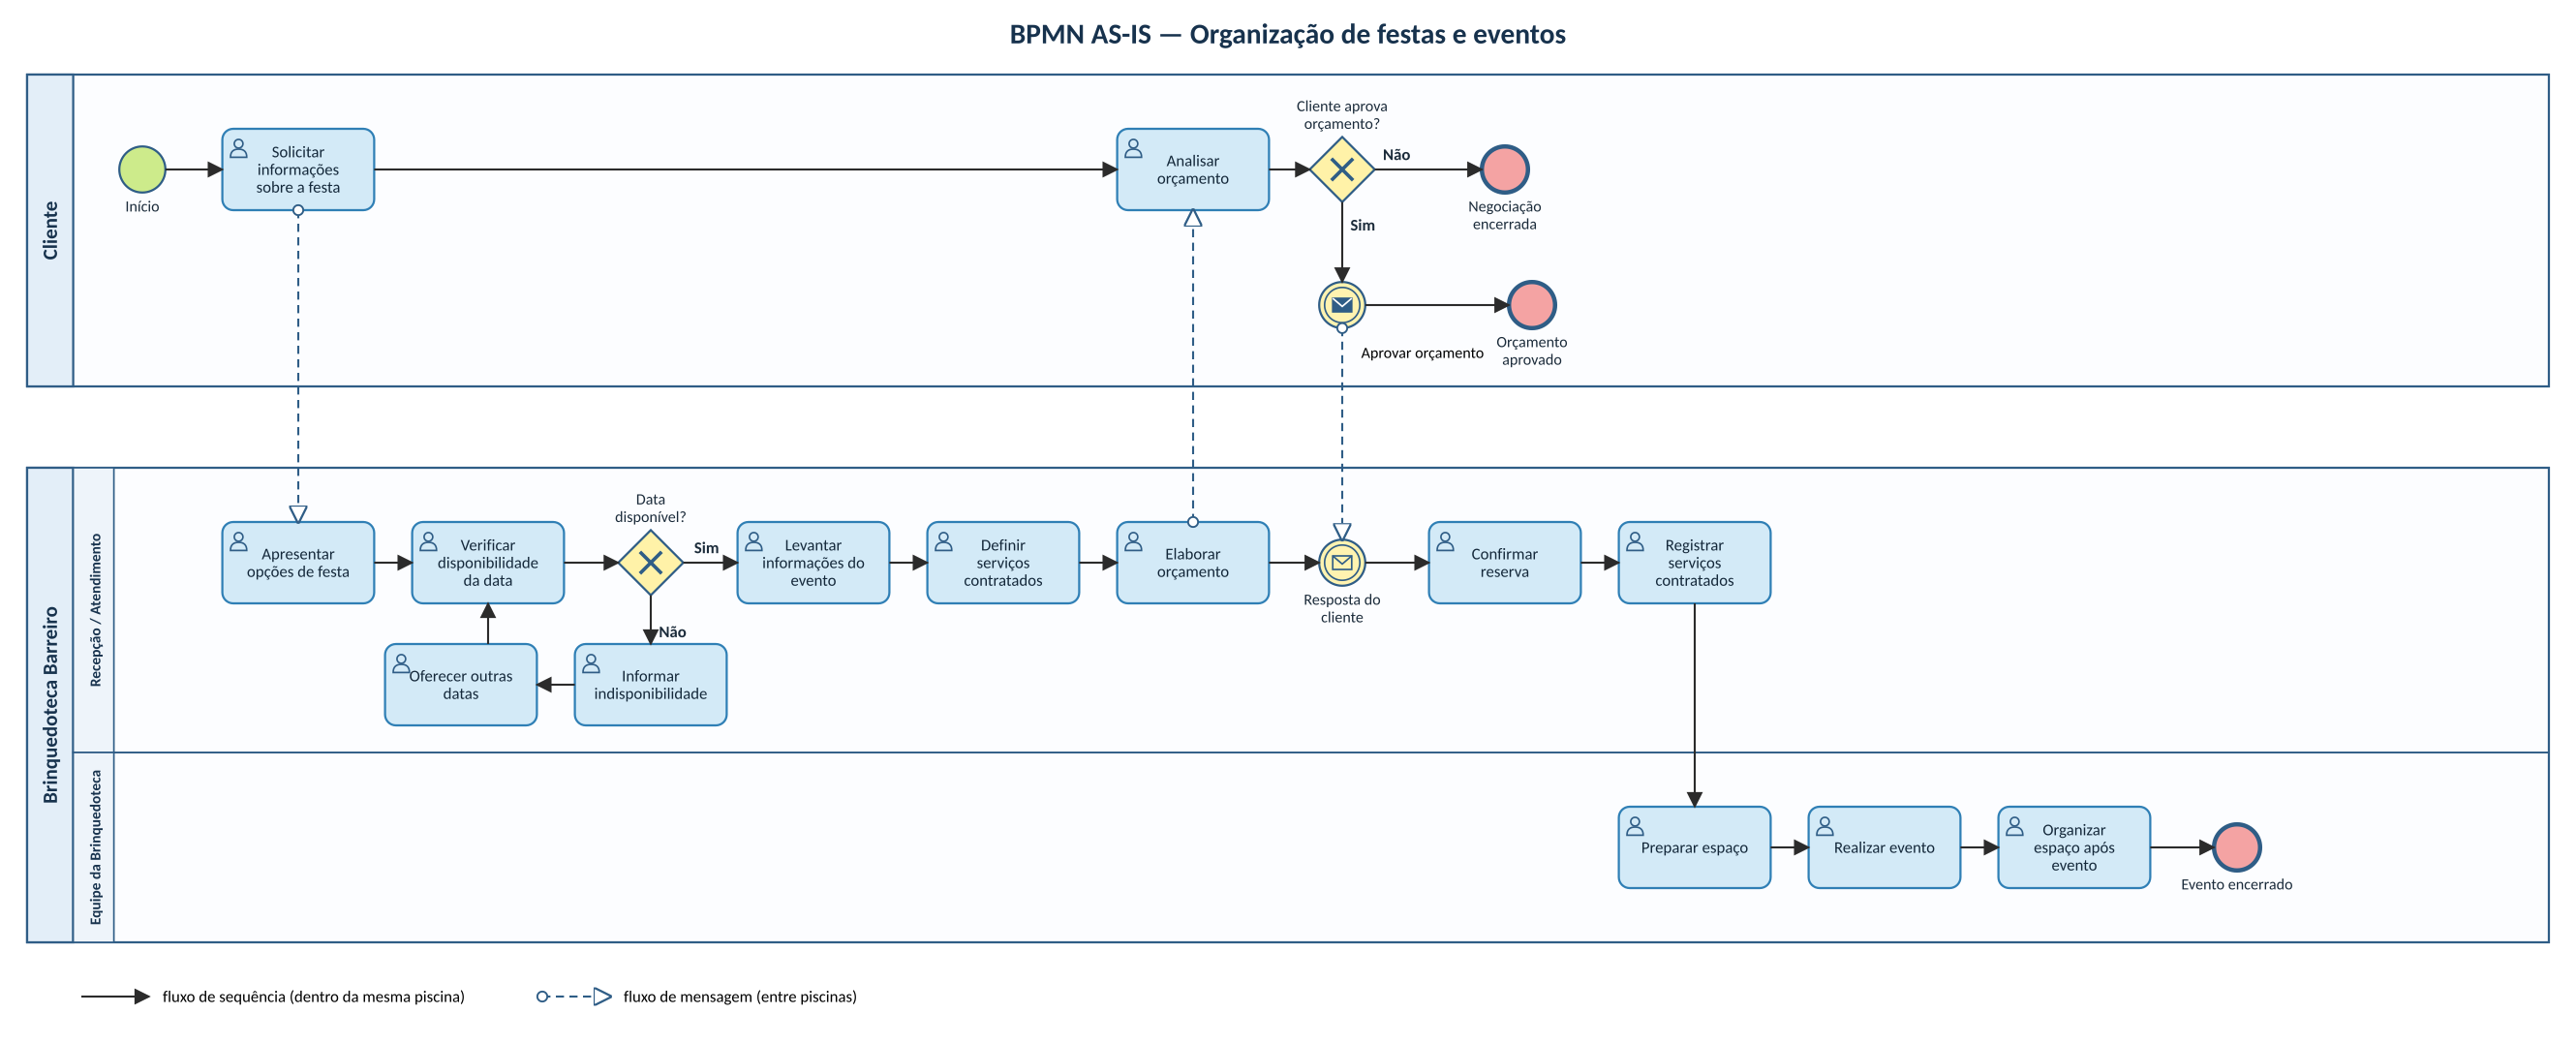 BPMN AS-IS — Organização de festas e eventos
Cliente
Início
Solicitar
informações
sobre a festa
Analisar
orçamento
Cliente aprova
orçamento?
Não
Negociação
encerrada
Sim
Aprovar orçamento
Orçamento
aprovado
Brinquedoteca Barreiro
Recepção / Atendimento
Apresentar
opções de festa
Verificar
disponibilidade
da data
Data
disponível?
Sim
Levantar
informações do
evento
Definir
serviços
contratados
Elaborar
orçamento
Resposta do
cliente
Confirmar
reserva
Registrar
serviços
contratados
Não
Oferecer outras
datas
Informar
indisponibilidade
Equipe da Brinquedoteca
Preparar espaço
Realizar evento
Organizar
espaço após
evento
Evento encerrado
fluxo de sequência (dentro da mesma piscina)
fluxo de mensagem (entre piscinas)